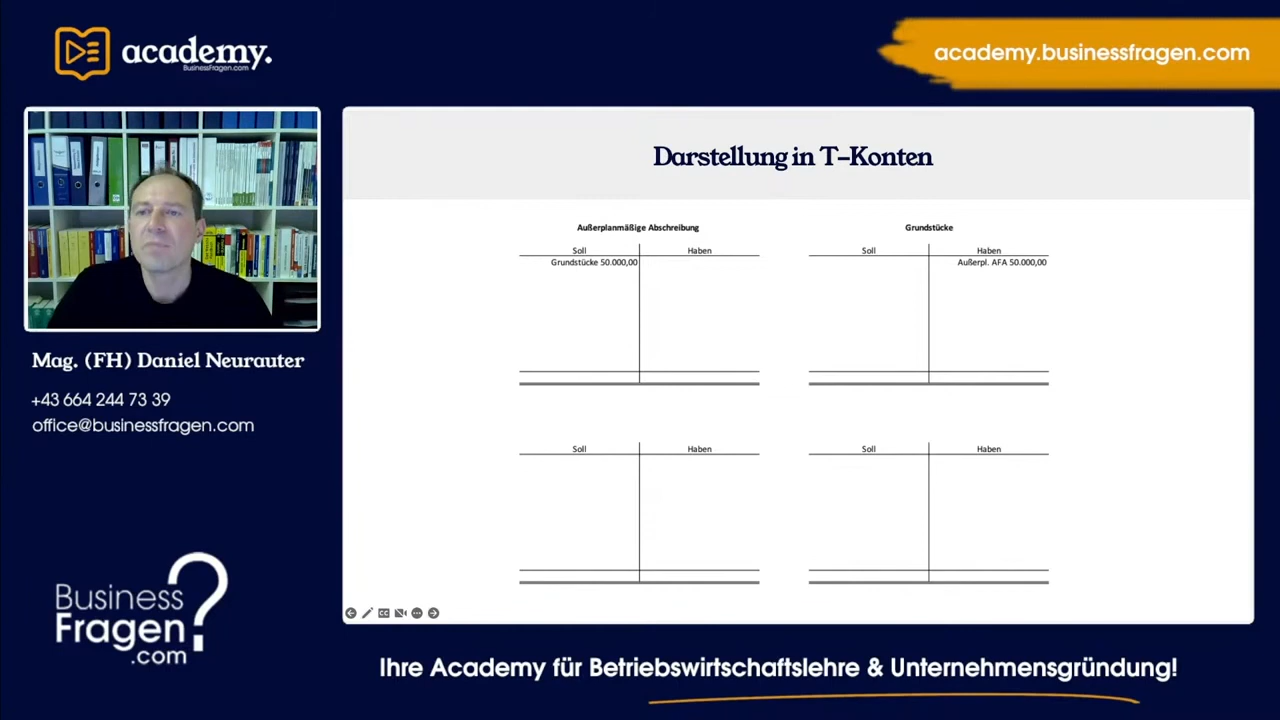 academy.
BusinessFragen.com
academy.businessfragen.com
Mag. (FH) Daniel Neurauter
+43 664 244 73 39
office@businessfragen.com
Business
Fragen?
.com
Darstellung in T-Konten
Außerplanmäßige Abschreibung
Soll Haben
Grundstücke 50.000,00
Grundstücke
Soll Haben
Außerpl. AFA 50.000,00
Soll Haben
Soll Haben
Ihre Academy für Betriebswirtschaftslehre & Unternehmensgründung!